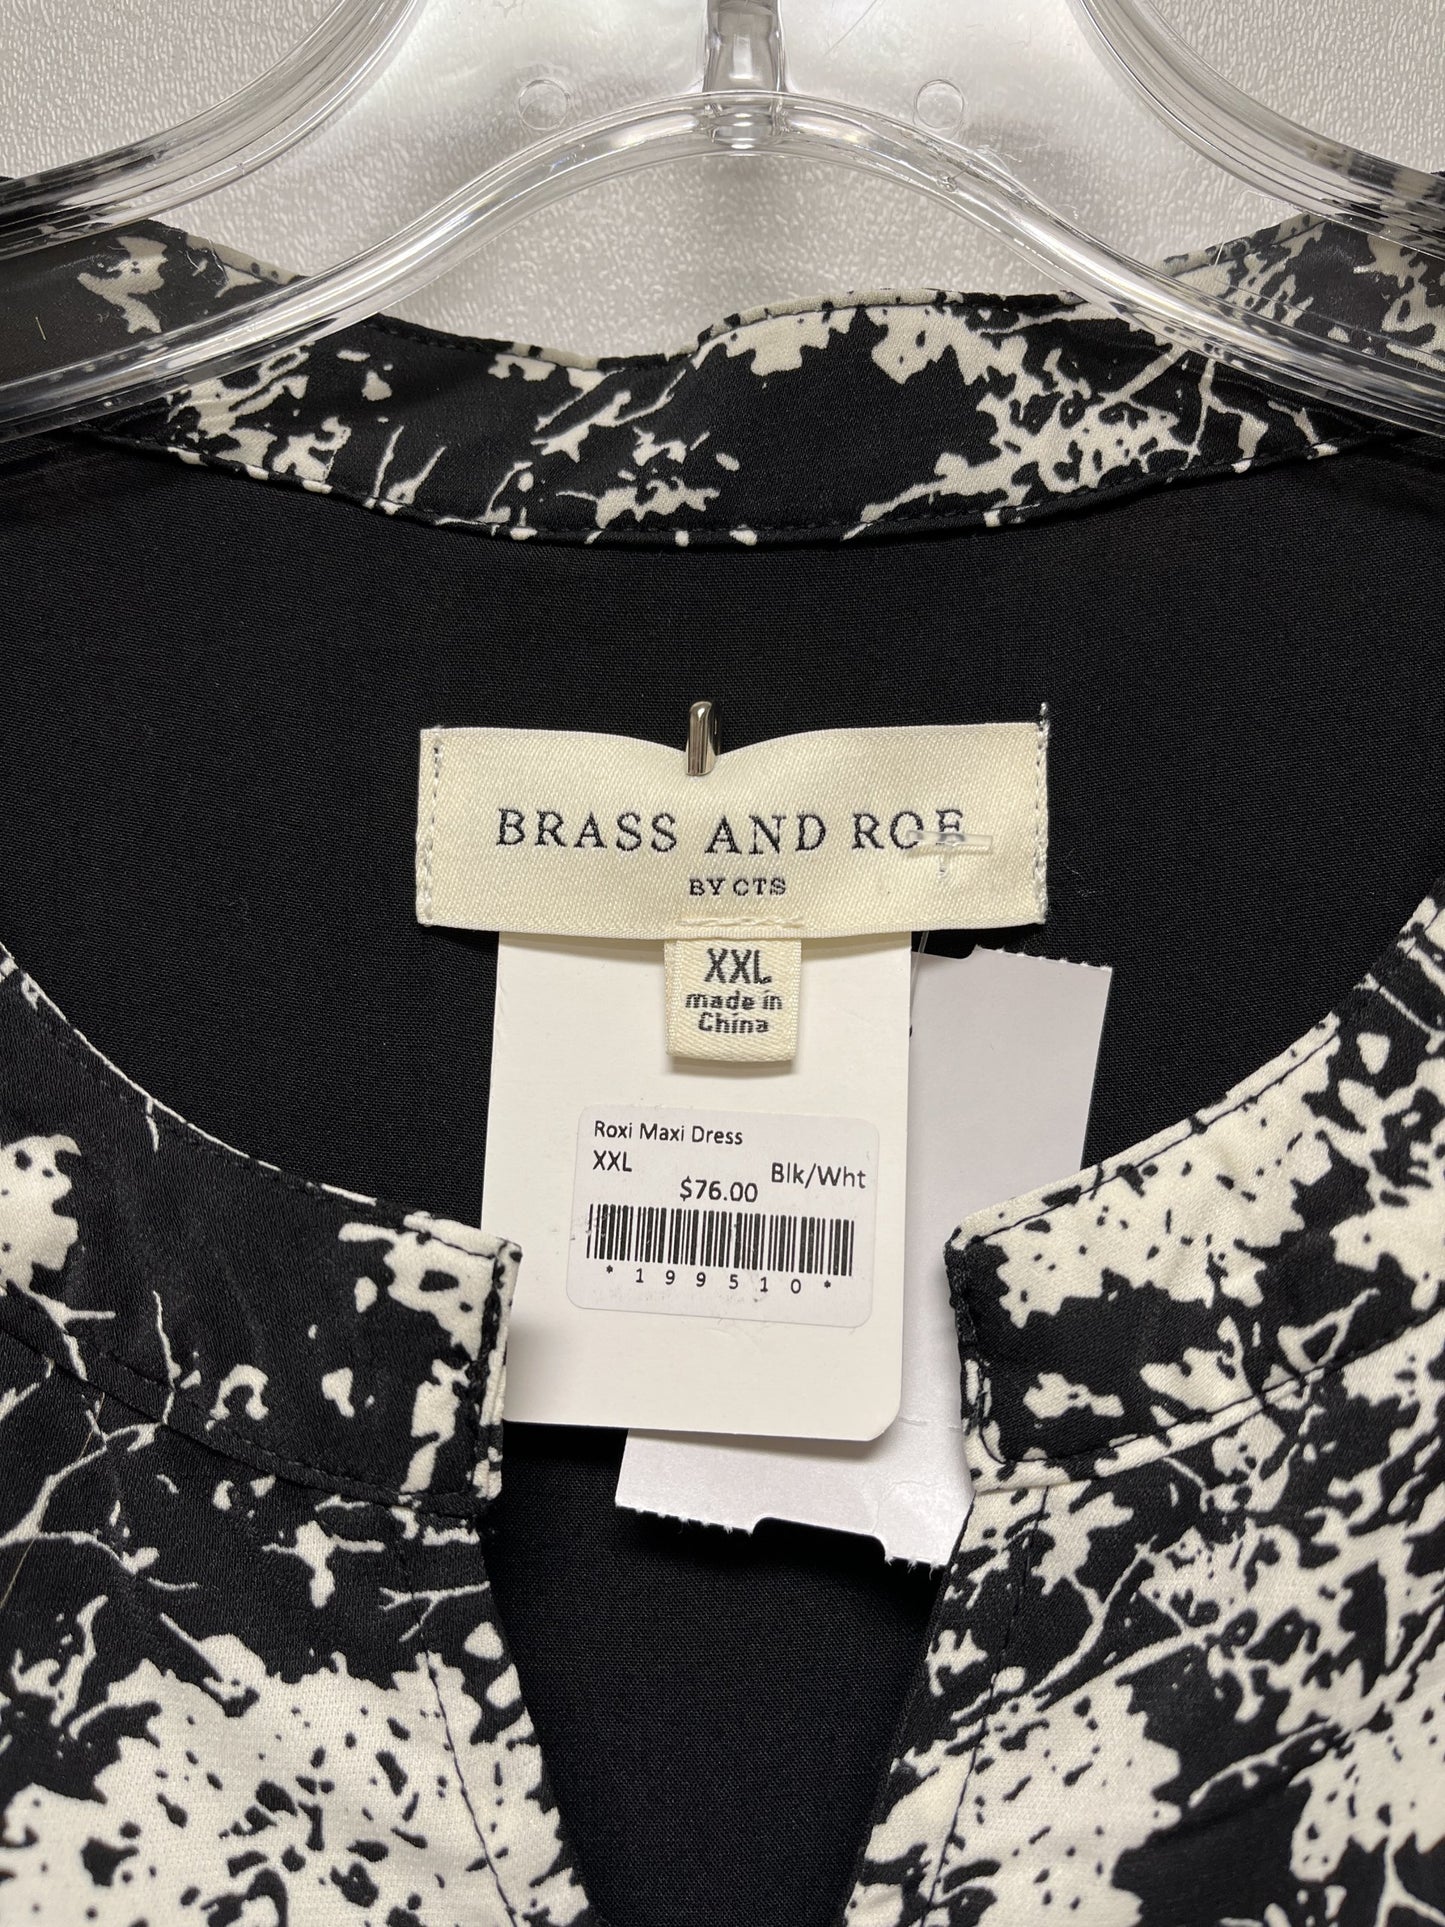 BRASS AND ROE
BY CTS
XXL
made in
China
Roxi Maxi Dress
XXL Blk/Wht
$76.00
*199510*